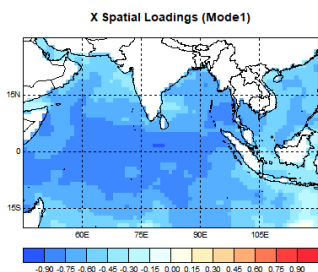 X Spatial Loadings (Mode1)
15N
0
15S
60E 75E 90E 105E
-0.90 -0.75 -0.60 -0.45 -0.30 -0.15 0.00 0.15 0.30 0.45 0.60 0.75 0.90